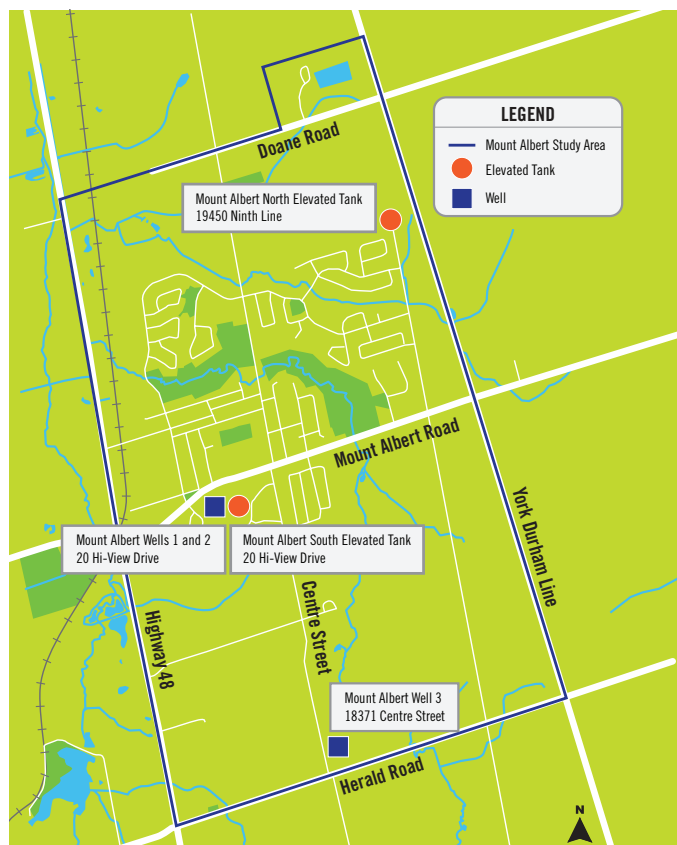 LEGEND
Mount Albert Study Area
Elevated Tank
Well
Doane Road
Mount Albert North Elevated Tank
19450 Ninth Line
Mount Albert Road
York Durham Line
Mount Albert Wells 1 and 2
20 Hi-View Drive
Mount Albert South Elevated Tank
20 Hi-View Drive
Highway 48
Centre Street
Mount Albert Well 3
18371 Centre Street
Herald Road
N